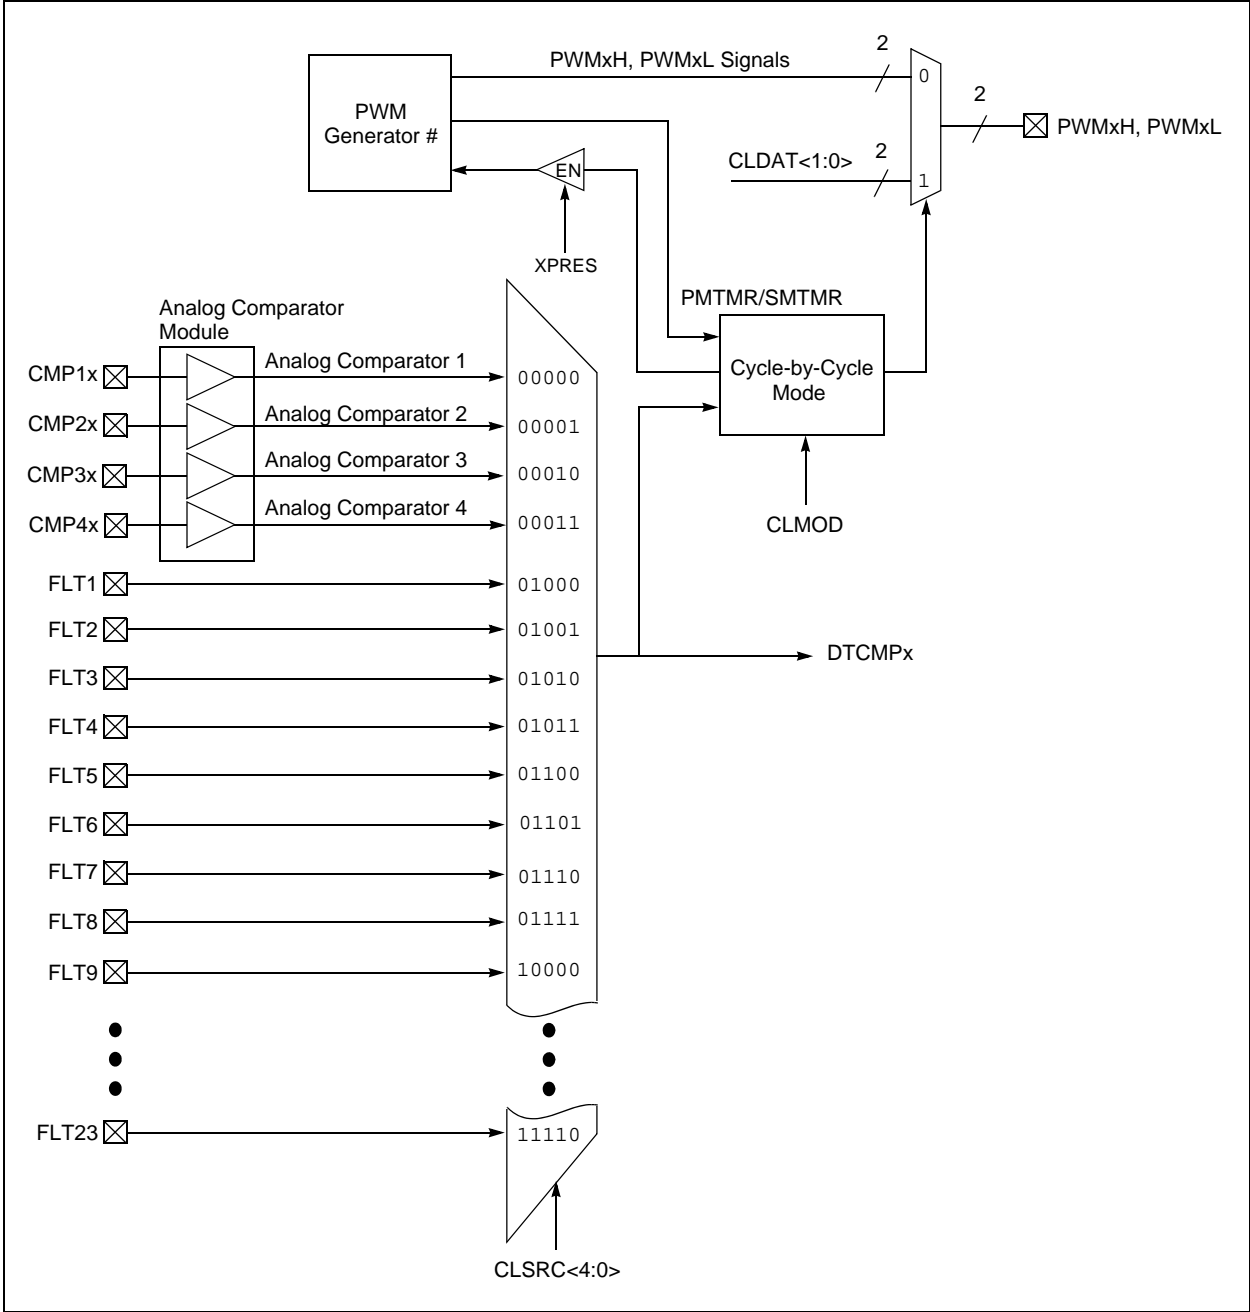 PWM
Generator #
PWMxH, PWMxL Signals
2
0
2
PWMxH, PWMxL
CLDAT<1:0>
2
1
EN
XPRES
PMTMR/SMTMR
Cycle-by-Cycle
Mode
CLMOD
Analog Comparator
Module
CMP1x
Analog Comparator 1
00000
CMP2x
Analog Comparator 2
00001
CMP3x
Analog Comparator 3
00010
CMP4x
Analog Comparator 4
00011
FLT1
01000
FLT2
01001
DTCMPx
FLT3
01010
FLT4
01011
FLT5
01100
FLT6
01101
FLT7
01110
FLT8
01111
FLT9
10000
FLT23
11110
CLSRC<4:0>